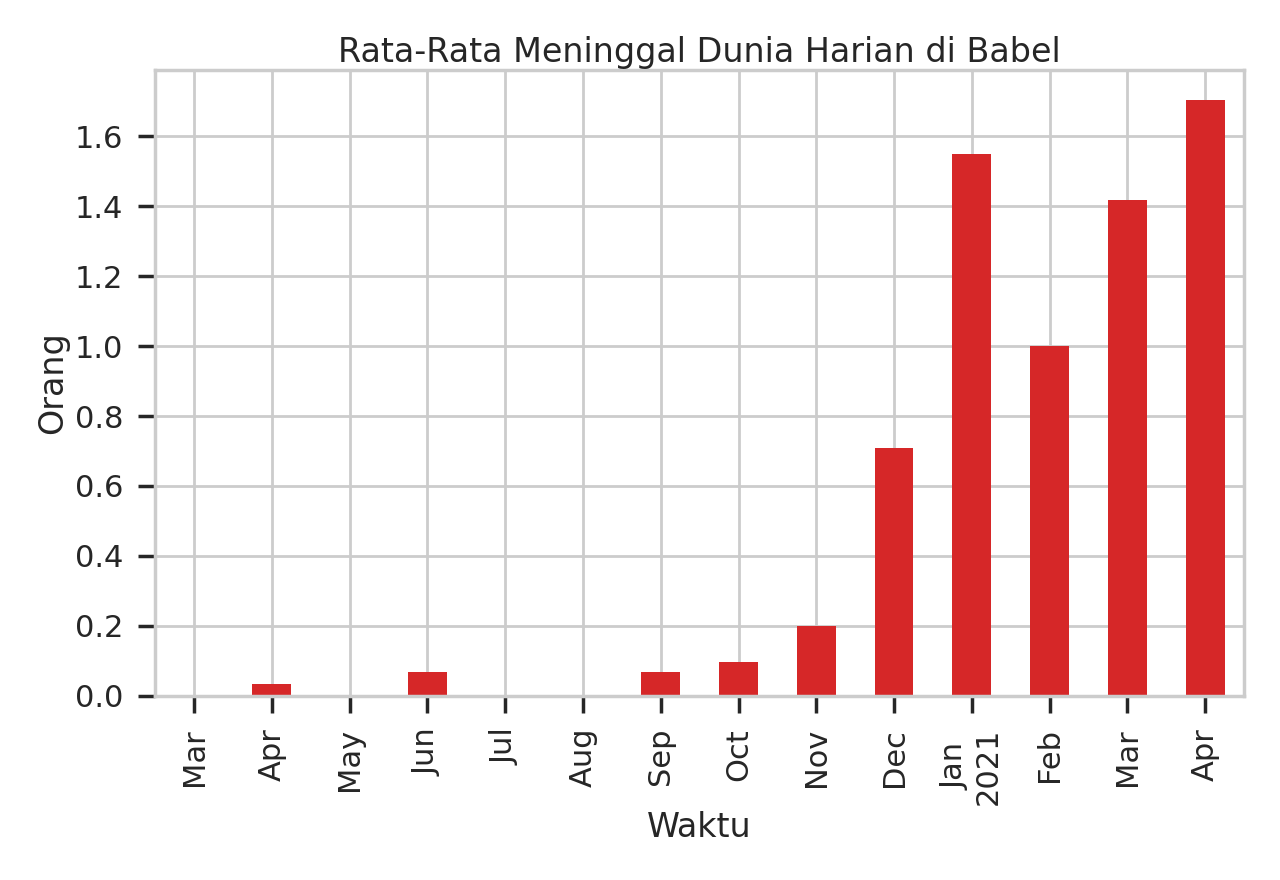 Rata-Rata Meninggal Dunia Harian di Babel
1.6
1.4
1.2
1.0
0.8
0.6
0.4
0.2
0.0
Orang
Mar
Apr
May
Jun
Jul
Aug
Sep
Oct
Nov
Dec
Jan
2021
Feb
Mar
Apr
Waktu